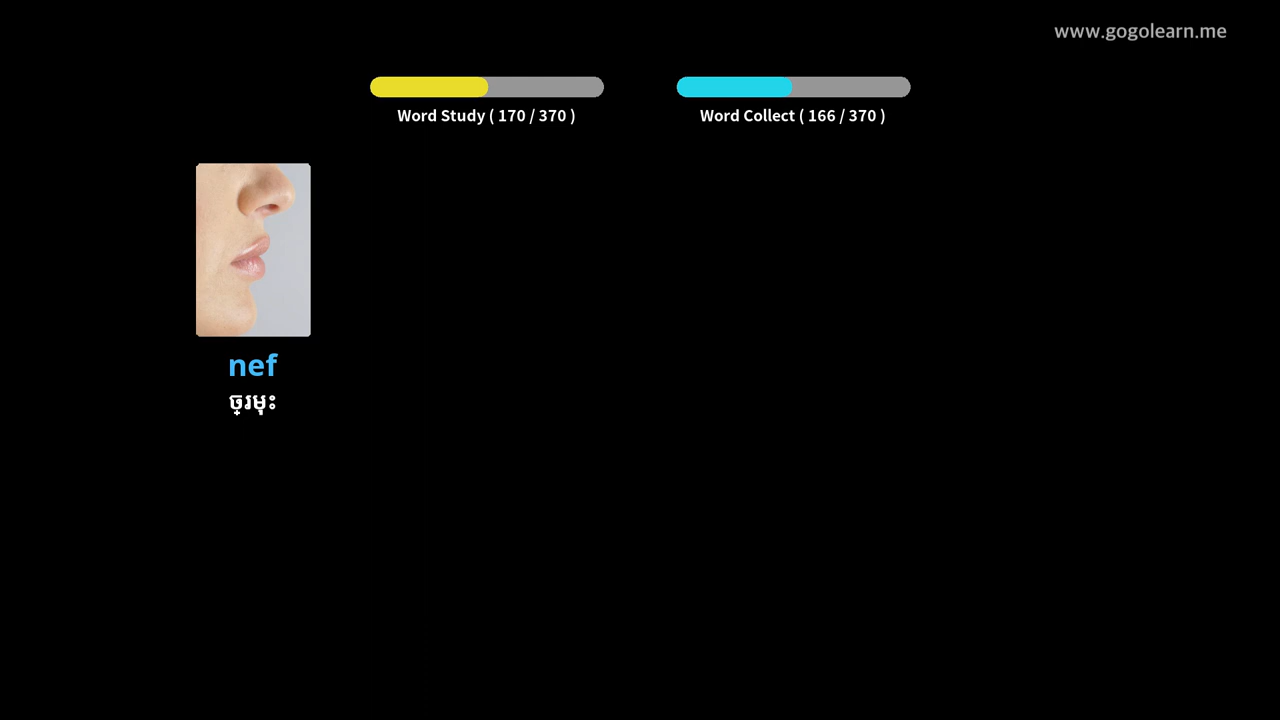 www.gogolearn.me
Word Study ( 170 / 370 )
Word Collect ( 166 / 370 )
nef
ច្រមុះ